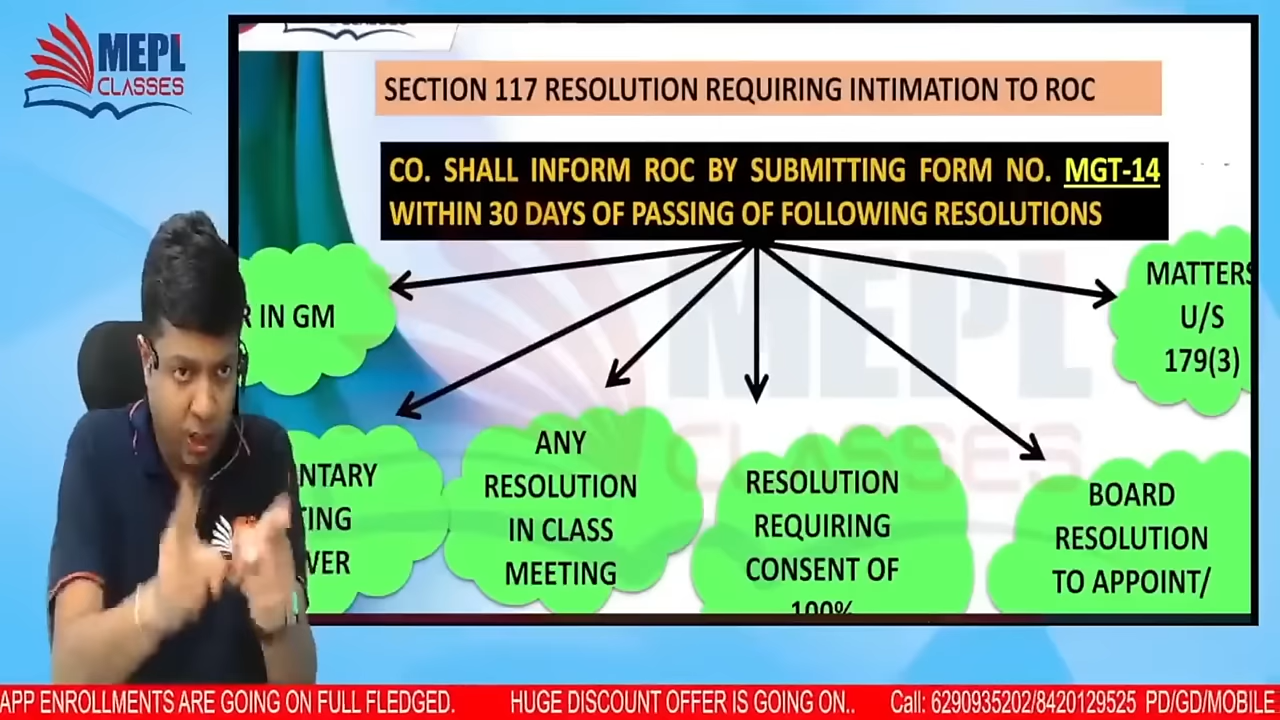 MEPL
CLASSES
SECTION 117 RESOLUTION REQUIRING INTIMATION TO ROC
CO. SHALL INFORM ROC BY SUBMITTING FORM NO. MGT-14
WITHIN 30 DAYS OF PASSING OF FOLLOWING RESOLUTIONS
R IN GM
MATTERS
U/S
179(3)
NTARY
TING
VER
ANY
RESOLUTION
IN CLASS
MEETING
RESOLUTION
REQUIRING
CONSENT OF
100%
BOARD
RESOLUTION
TO APPOINT/
MEPL
CLASSES
APP ENROLLMENTS ARE GOING ON FULL FLEDGED. HUGE DISCOUNT OFFER IS GOING ON.. Call: 6290935202/8420129525 PD/GD/MOBILE